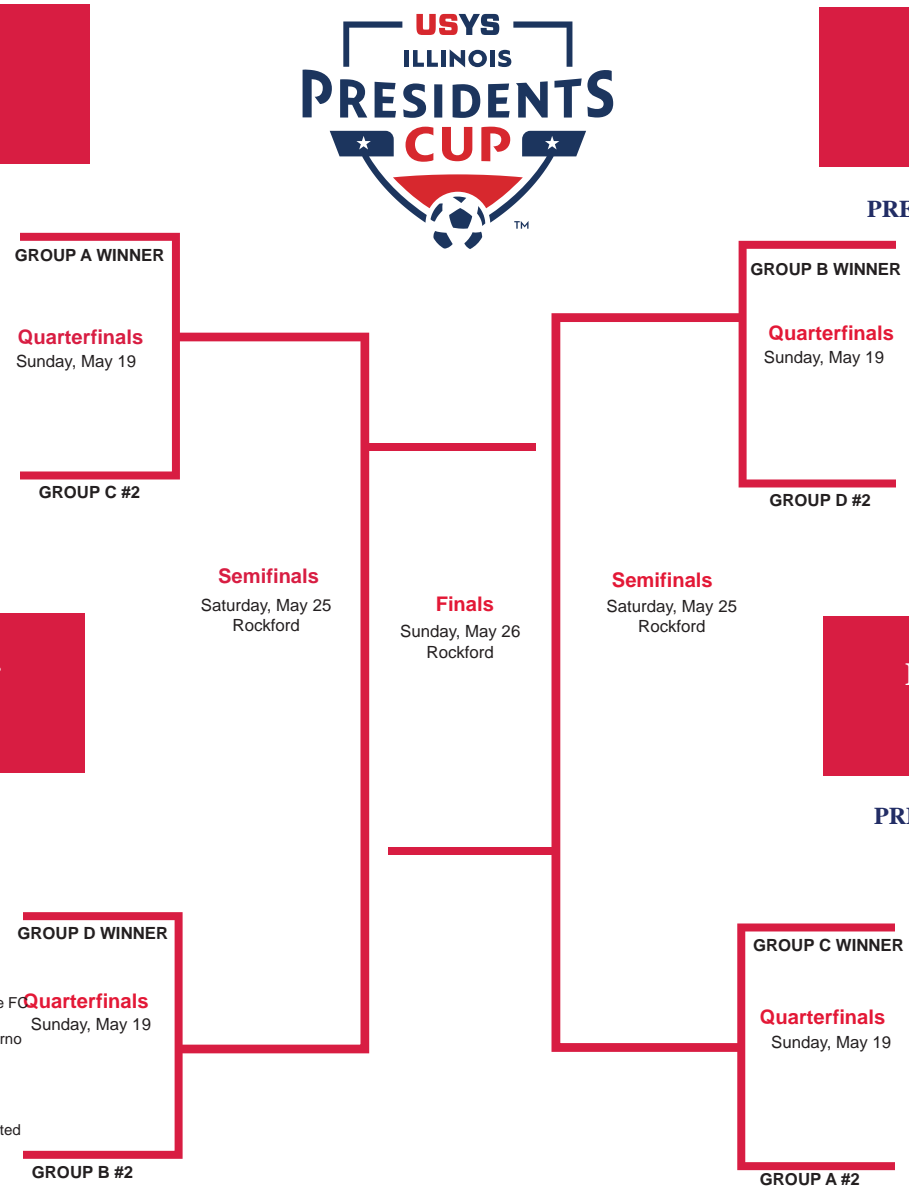 USYS
ILLINOIS
PRESIDENTS
CUP
TM
GROUP A WINNER
Quarterfinals
Sunday, May 19
GROUP C #2
GROUP B WINNER
Quarterfinals
Sunday, May 19
GROUP D #2
Semifinals
Saturday, May 25
Rockford
Finals
Sunday, May 26
Rockford
Semifinals
Saturday, May 25
Rockford
GROUP D WINNER
Quarterfinals
Sunday, May 19
GROUP B #2
GROUP C WINNER
Quarterfinals
Sunday, May 19
GROUP A #2